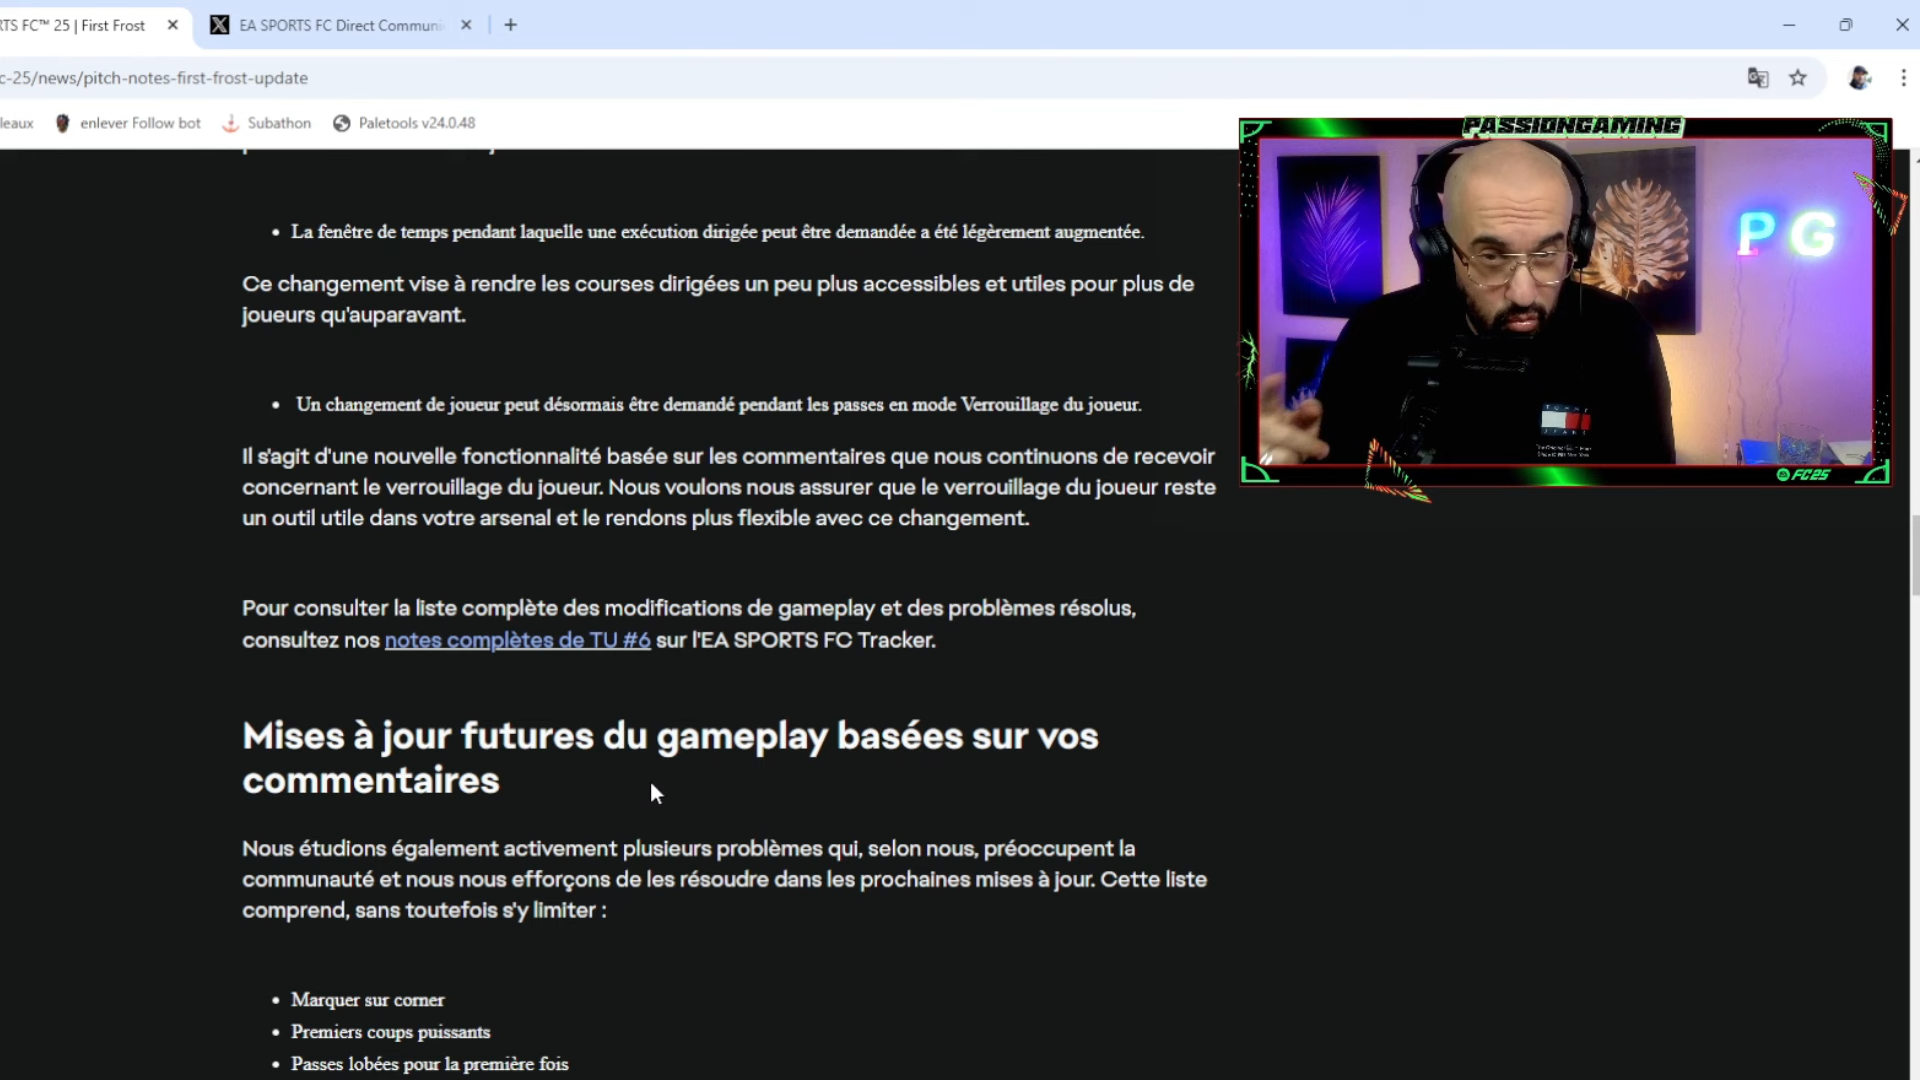 TS FC™ 25 | First Frost
EA SPORTS FC Direct Communi
c-25/news/pitch-notes-first-frost-update
leaux
enlever Follow bot
Subathon
Paletools v24.0.48
PASSIONGAMING
P G
La fenêtre de temps pendant laquelle une exécution dirigée peut être demandée a été légèrement augmentée.
Ce changement vise à rendre les courses dirigées un peu plus accessibles et utiles pour plus de
joueurs qu'auparavant.
Un changement de joueur peut désormais être demandé pendant les passes en mode Verrouillage du joueur.
TOMMY
JEANS
FC25
Il s'agit d'une nouvelle fonctionnalité basée sur les commentaires que nous continuons de recevoir
concernant le verrouillage du joueur. Nous voulons nous assurer que le verrouillage du joueur reste
un outil utile dans votre arsenal et le rendons plus flexible avec ce changement.
Pour consulter la liste complète des modifications de gameplay et des problèmes résolus,
consultez nos notes complètes de TU #6 sur l'EA SPORTS FC Tracker.
Mises à jour futures du gameplay basées sur vos
commentaires
Nous étudions également activement plusieurs problèmes qui, selon nous, préoccupent la
communauté et nous nous efforçons de les résoudre dans les prochaines mises à jour. Cette liste
comprend, sans toutefois s'y limiter :
Marquer sur corner
Premiers coups puissants
Passes lobées pour la première fois